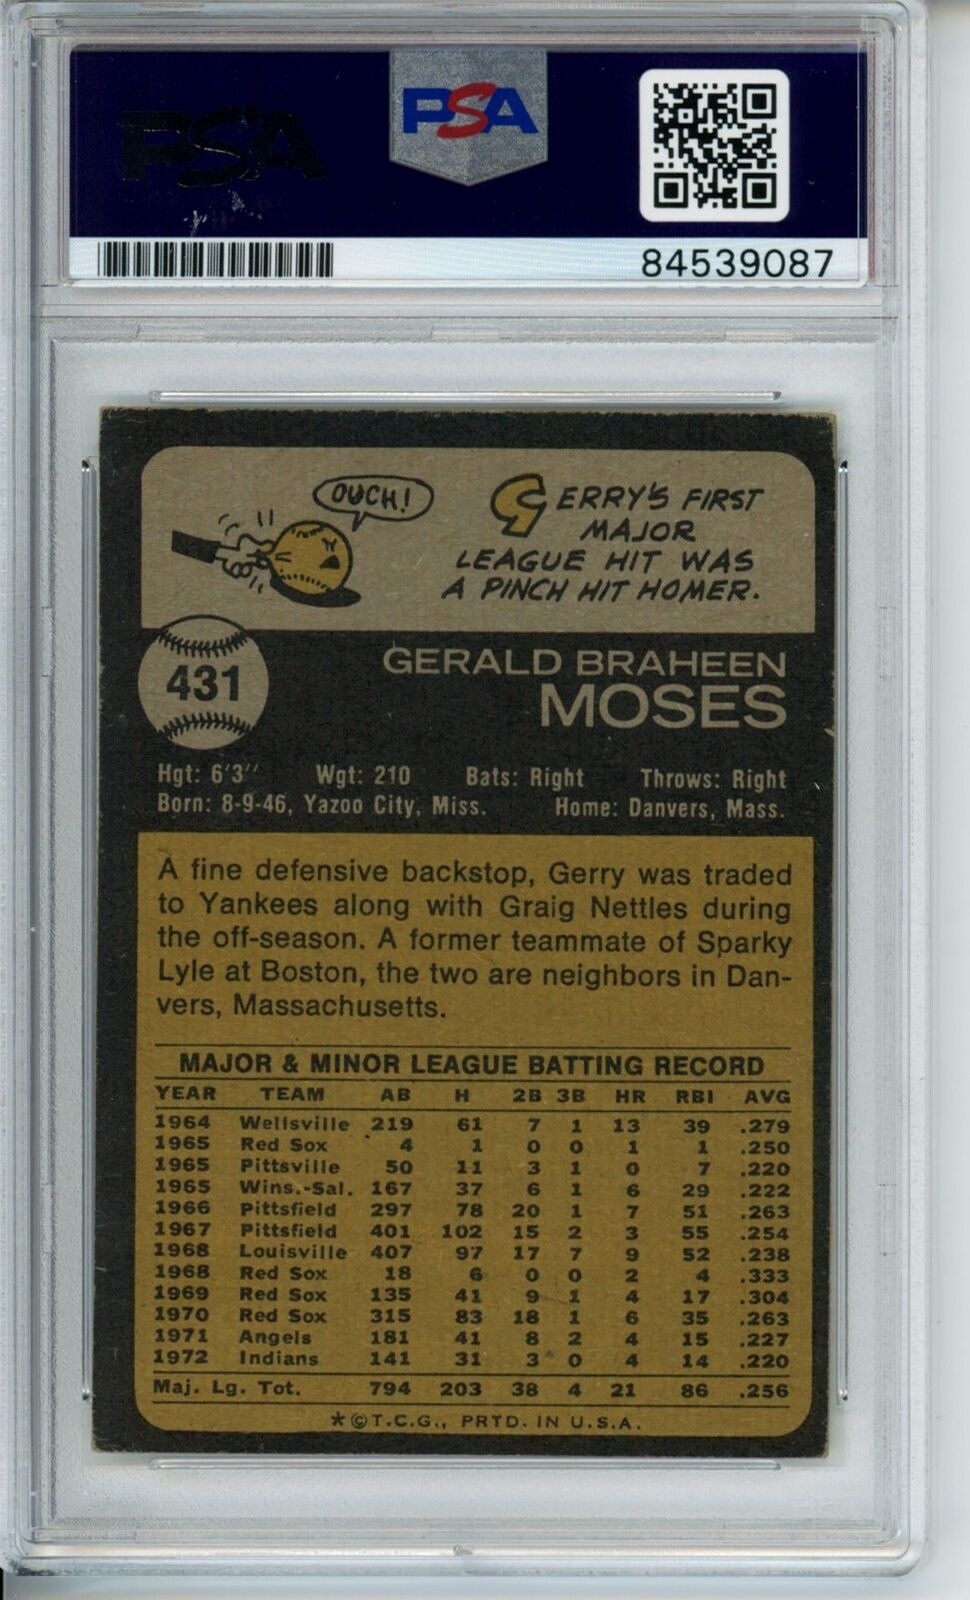 PSA
PSA
84539087
OUCH!
GERRY'S FIRST
MAJOR
LEAGUE HIT WAS
A PINCH HIT HOMER.
431
GERALD BRAHEEN
MOSES
Hgt: 6'3" Wgt: 210 Bats: Right Throws: Right
Born: 8-9-46, Yazoo City, Miss. Home: Danvers, Mass.
A fine defensive backstop, Gerry was traded
to Yankees along with Graig Nettles during
the off-season. A former teammate of Sparky
Lyle at Boston, the two are neighbors in Dan-
vers, Massachusetts.
MAJOR & MINOR LEAGUE BATTING RECORD
YEAR TEAM AB H 2B 3B HR RBI AVG
1964 Wellsville 219 61 7 1 13 39 .279
1965 Red Sox 4 1 0 0 1 1 .250
1965 Pittsville 50 11 3 1 0 7 .220
1965 Wins.-Sal. 167 37 6 1 6 29 .222
1966 Pittsfield 297 78 20 1 7 51 .263
1967 Pittsfield 401 102 15 2 3 55 .254
1968 Louisville 407 97 17 7 9 52 .238
1968 Red Sox 18 6 0 0 2 4 .333
1969 Red Sox 135 41 9 1 4 17 .304
1970 Red Sox 315 83 18 1 6 35 .263
1971 Angels 181 41 8 2 4 15 .227
1972 Indians 141 31 3 0 4 14 .220
Maj. Lg. Tot. 794 203 38 4 21 86 .256
*©T.C.G., PRTD. IN U.S.A.